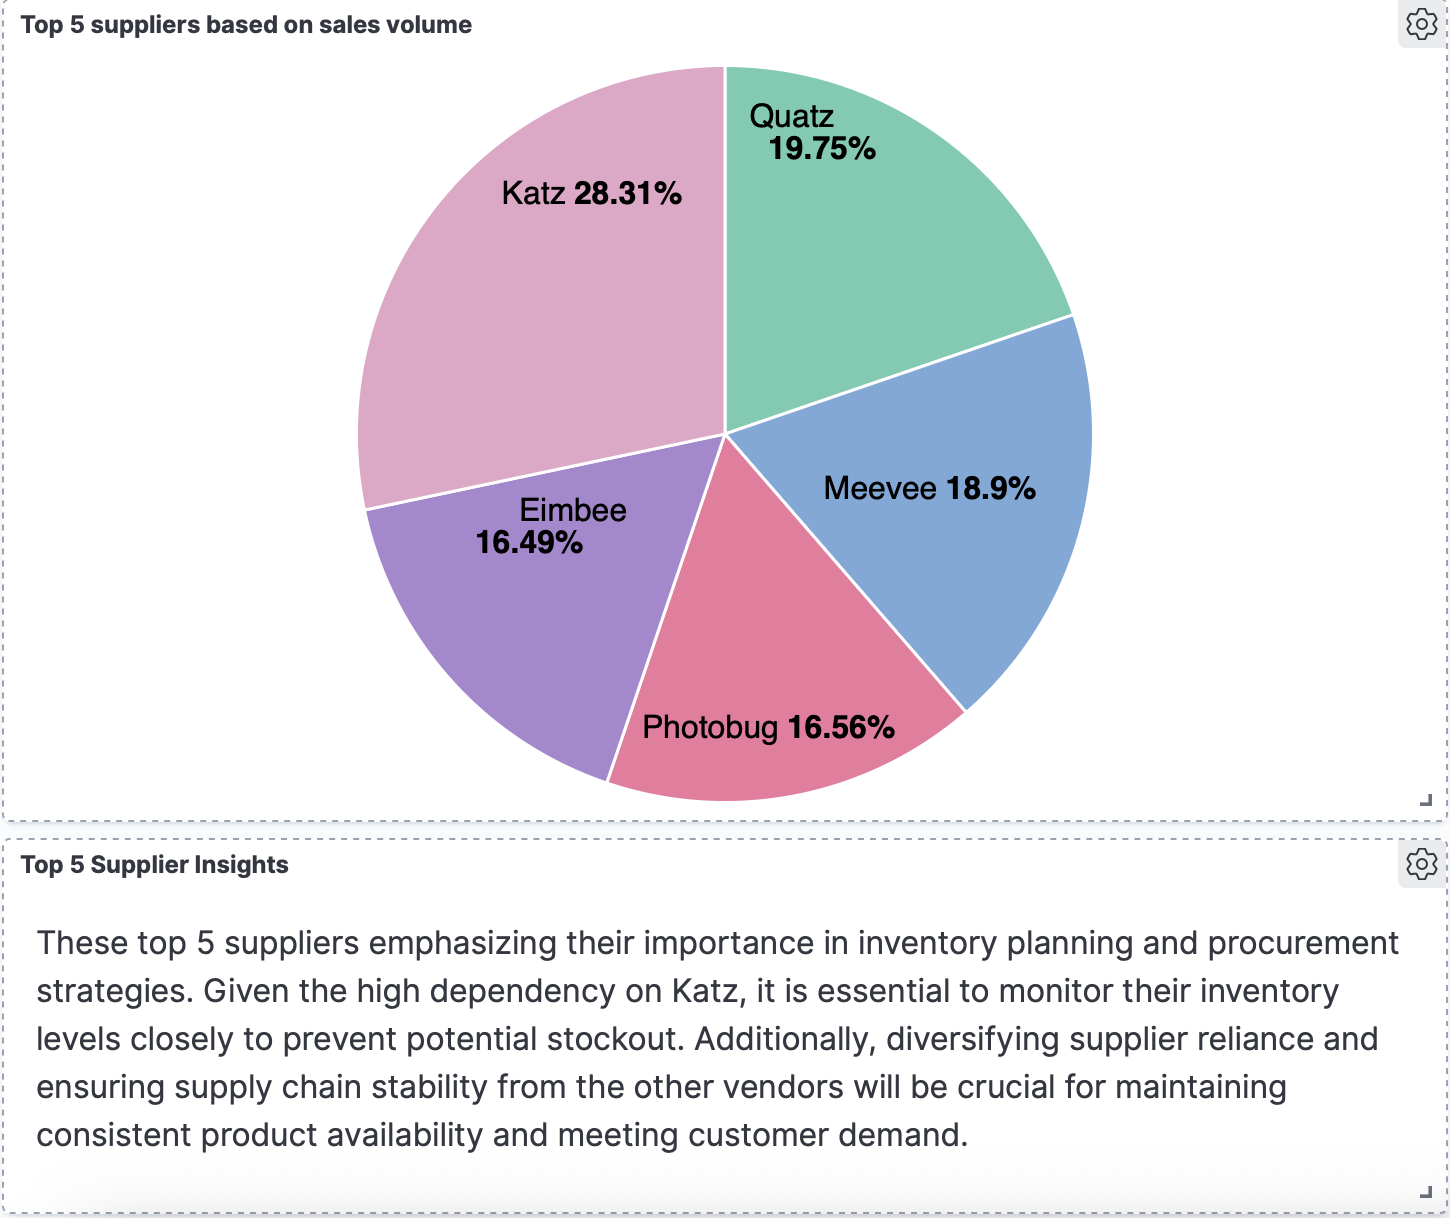 Top 5 suppliers based on sales volume
Quatz
19.75%
Katz 28.31%
Meevee 18.9%
Eimbee
16.49%
Photobug 16.56%
Top 5 Supplier Insights
These top 5 suppliers emphasizing their importance in inventory planning and procurement
strategies. Given the high dependency on Katz, it is essential to monitor their inventory
levels closely to prevent potential stockout. Additionally, diversifying supplier reliance and
ensuring supply chain stability from the other vendors will be crucial for maintaining
consistent product availability and meeting customer demand.